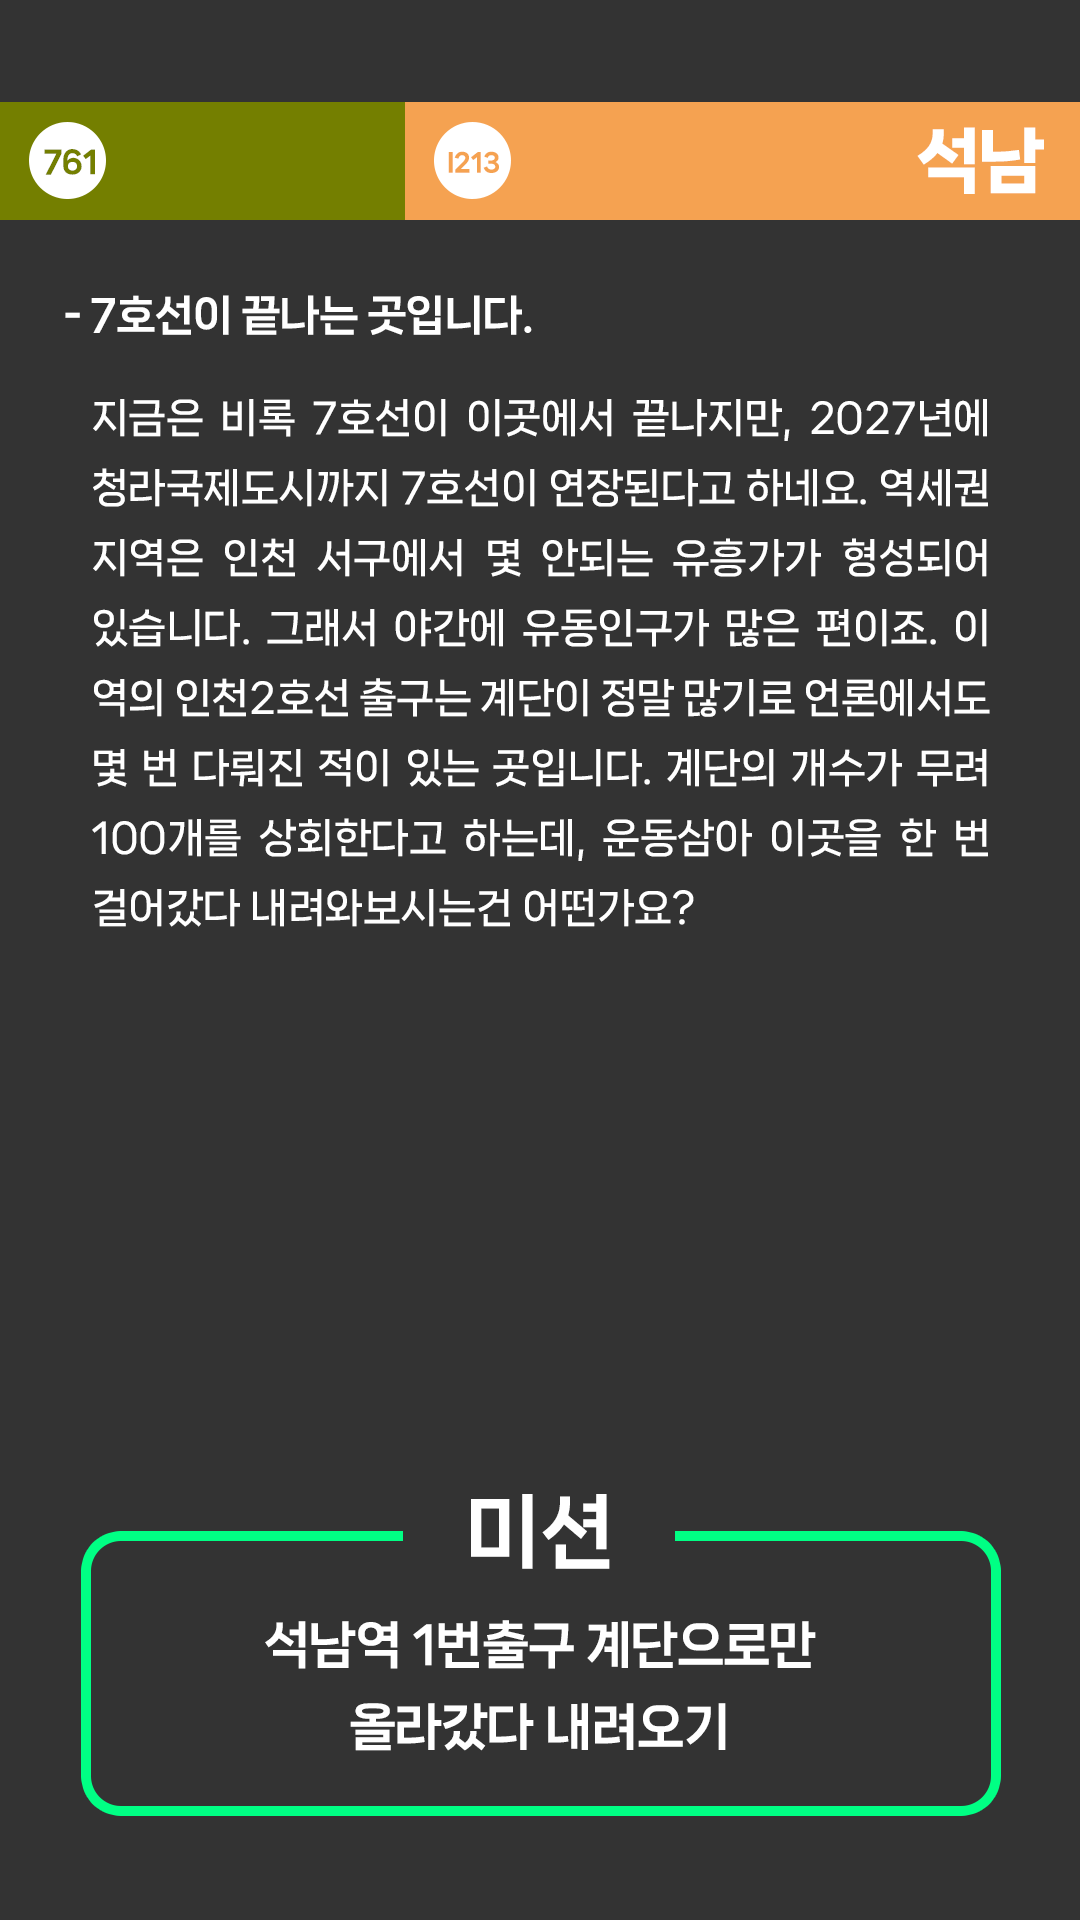 761
I213
석남
- 7호선이 끝나는 곳입니다.
지금은 비록 7호선이 이곳에서 끝나지만, 2027년에
청라국제도시까지 7호선이 연장된다고 하네요. 역세권
지역은 인천 서구에서 몇 안되는 유흥가가 형성되어
있습니다. 그래서 야간에 유동인구가 많은 편이죠. 이
역의 인천2호선 출구는 계단이 정말 많기로 언론에서도
몇 번 다뤄진 적이 있는 곳입니다. 계단의 개수가 무려
100개를 상회한다고 하는데, 운동삼아 이곳을 한 번
걸어갔다 내려와보시는건 어떤가요?
미션
석남역 1번출구 계단으로만
올라갔다 내려오기